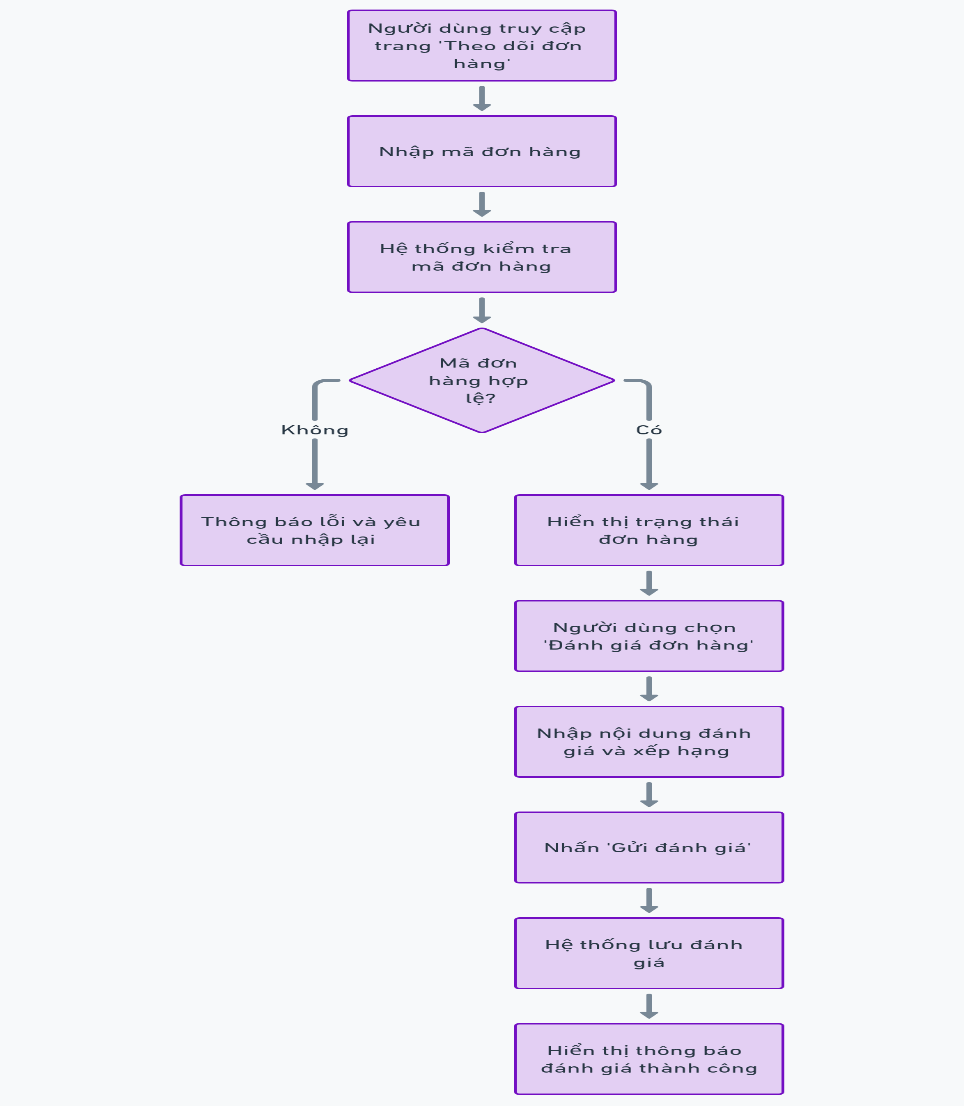 Người dùng truy cập
trang 'Theo dõi đơn
hàng'
Nhập mã đơn hàng
Hệ thống kiểm tra
mã đơn hàng
Mã đơn
hàng hợp
lệ?
Không
Có
Thông báo lỗi và yêu
cầu nhập lại
Hiển thị trạng thái
đơn hàng
Người dùng chọn
'Đánh giá đơn hàng'
Nhập nội dung đánh
giá và xếp hạng
Nhấn 'Gửi đánh giá'
Hệ thống lưu đánh
giá
Hiển thị thông báo
đánh giá thành công